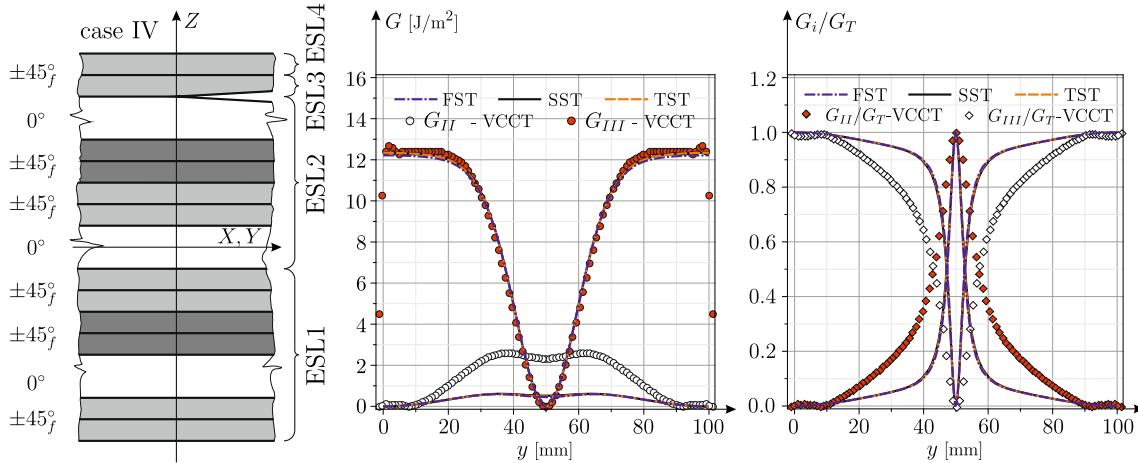 case IV
Z
±45°f
0°
±45°f
±45°f
0°
±45°f
±45°f
0°
±45°f
X, Y
ESL4
ESL3
ESL2
ESL1
G [J/m²]
16
14
12
10
8
6
4
2
0
0 20 40 60 80 100
y [mm]
FST SST TST
G_II - VCCT G_III - VCCT
G_i/G_T
1.2
1.0
0.8
0.6
0.4
0.2
0.0
0 20 40 60 80 100
y [mm]
FST SST TST
G_II/G_T-VCCT G_III/G_T-VCCT